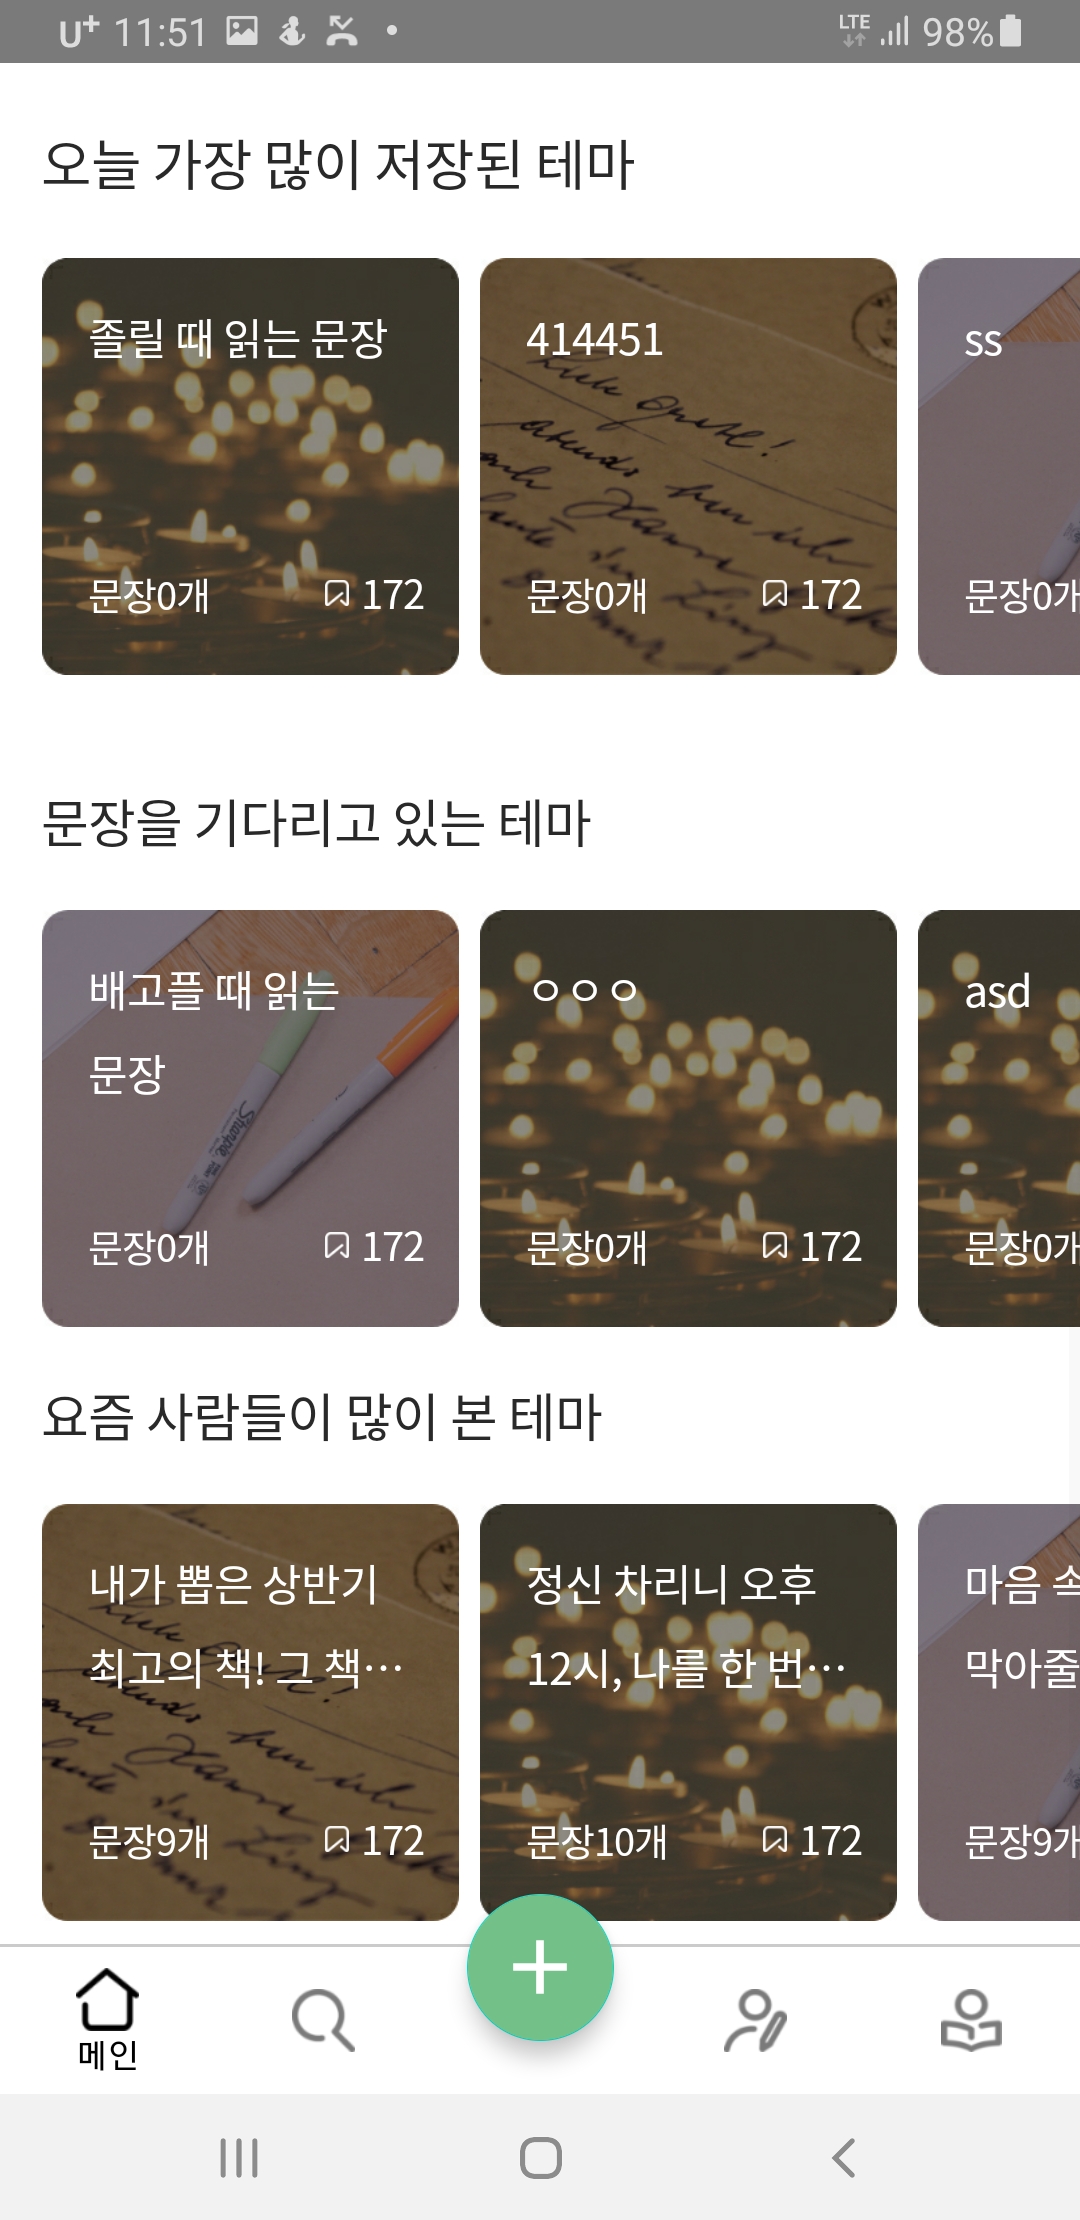 U+ 11:51 LTE 98%
오늘 가장 많이 저장된 테마
졸릴 때 읽는 문장
문장0개 172
414451
문장0개 172
ss
문장0개
문장을 기다리고 있는 테마
배고플 때 읽는
문장
Sharpie
문장0개 172
ㅇㅇㅇ
문장0개 172
asd
문장0개
요즘 사람들이 많이 본 테마
내가 뽑은 상반기
최고의 책! 그 책…
문장9개 172
정신 차리니 오후
12시, 나를 한 번…
문장10개 172
마음 속
막아줄
문장9개
메인